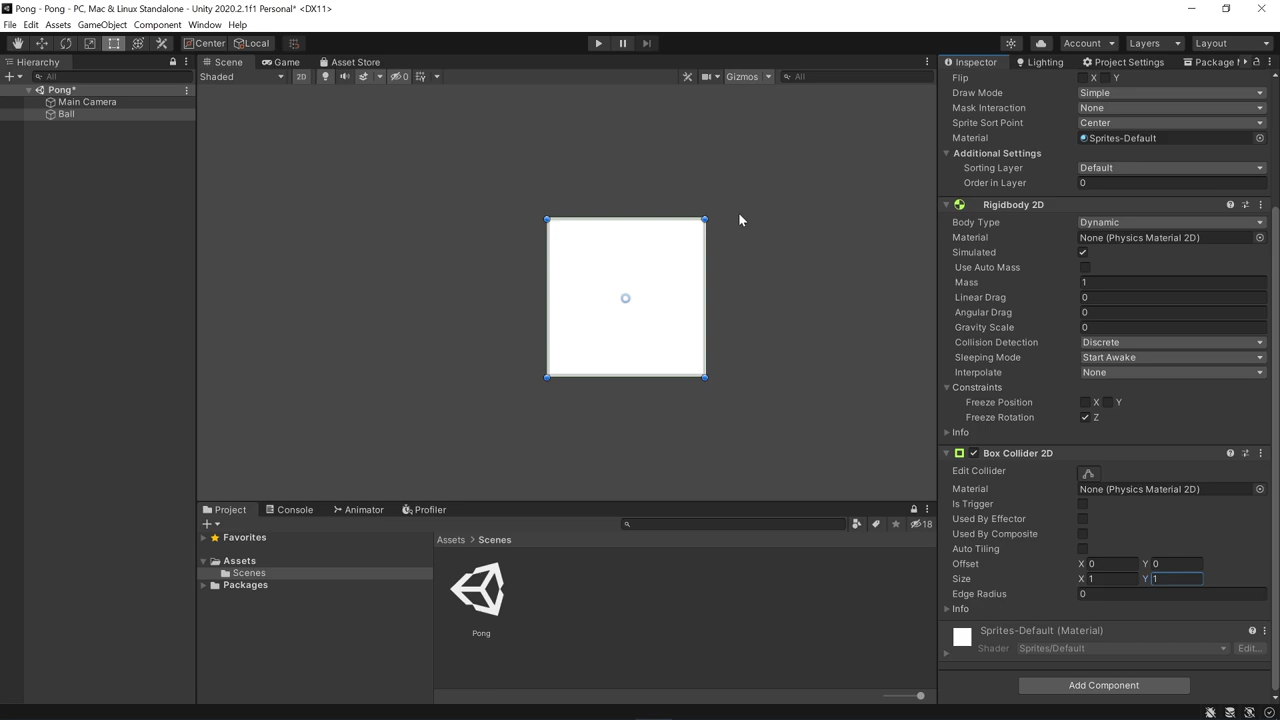 Pong - Pong - PC, Mac & Linux Standalone - Unity 2020.2.1f1 Personal* <DX11>
File Edit Assets GameObject Component Window Help
Center Local Account Layers Layout
Hierarchy Scene Game Asset Store Inspector Lighting Project Settings Package M
All Shaded 2D 0 Gizmos All Flip X Y
Pong*
Main Camera
Ball
Draw Mode Simple
Mask Interaction None
Sprite Sort Point Center
Material Sprites-Default
Additional Settings
Sorting Layer Default
Order in Layer 0
Rigidbody 2D
Body Type Dynamic
Material None (Physics Material 2D)
Simulated
Use Auto Mass
Mass 1
Linear Drag 0
Angular Drag 0
Gravity Scale 0
Collision Detection Discrete
Sleeping Mode Start Awake
Interpolate None
Constraints
Freeze Position X Y
Freeze Rotation Z
Info
Box Collider 2D
Edit Collider
Material None (Physics Material 2D)
Is Trigger
Used By Effector
Used By Composite
Auto Tiling
Offset X 0 Y 0
Size X 1 Y 1
Edge Radius 0
Info
Sprites-Default (Material)
Shader Sprites/Default Edit...
Add Component
Project Console Animator Profiler
18
Favorites
Assets
Scenes
Packages
Assets > Scenes
Pong